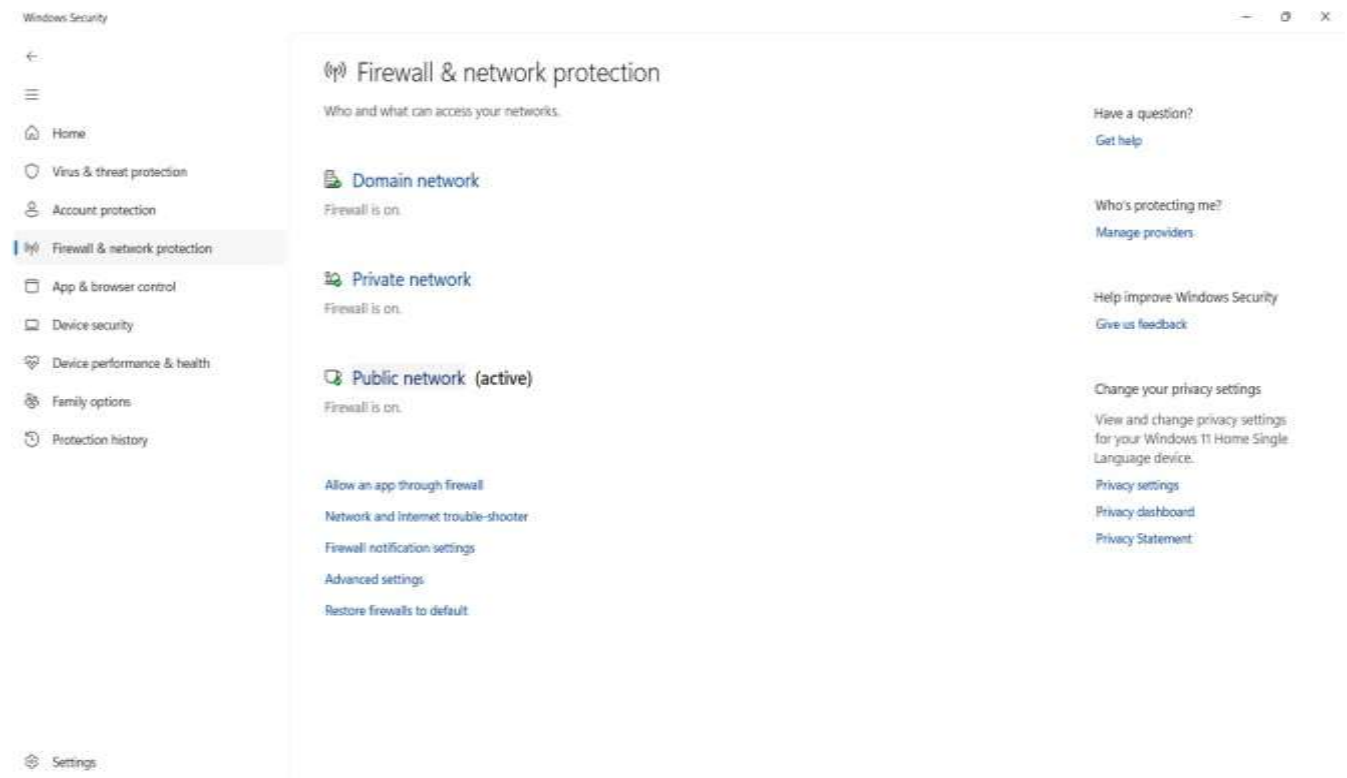 Windows Security
Home
Virus & threat protection
Account protection
Firewall & network protection
App & browser control
Device security
Device performance & health
Family options
Protection history
Settings
Firewall & network protection
Who and what can access your networks.
Domain network
Firewall is on.
Private network
Firewall is on.
Public network (active)
Firewall is on.
Allow an app through firewall
Network and Internet trouble-shooter
Firewall notification settings
Advanced settings
Restore firewalls to default
Have a question?
Get help
Who's protecting me?
Manage providers
Help improve Windows Security
Give us feedback
Change your privacy settings
View and change privacy settings
for your Windows 11 Home Single
Language device.
Privacy settings
Privacy dashboard
Privacy Statement